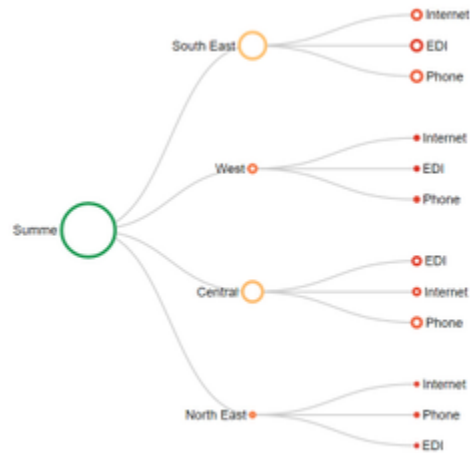 Summe
South East
Internet
EDI
Phone
West
Internet
EDI
Phone
Central
EDI
Internet
Phone
North East
Internet
Phone
EDI